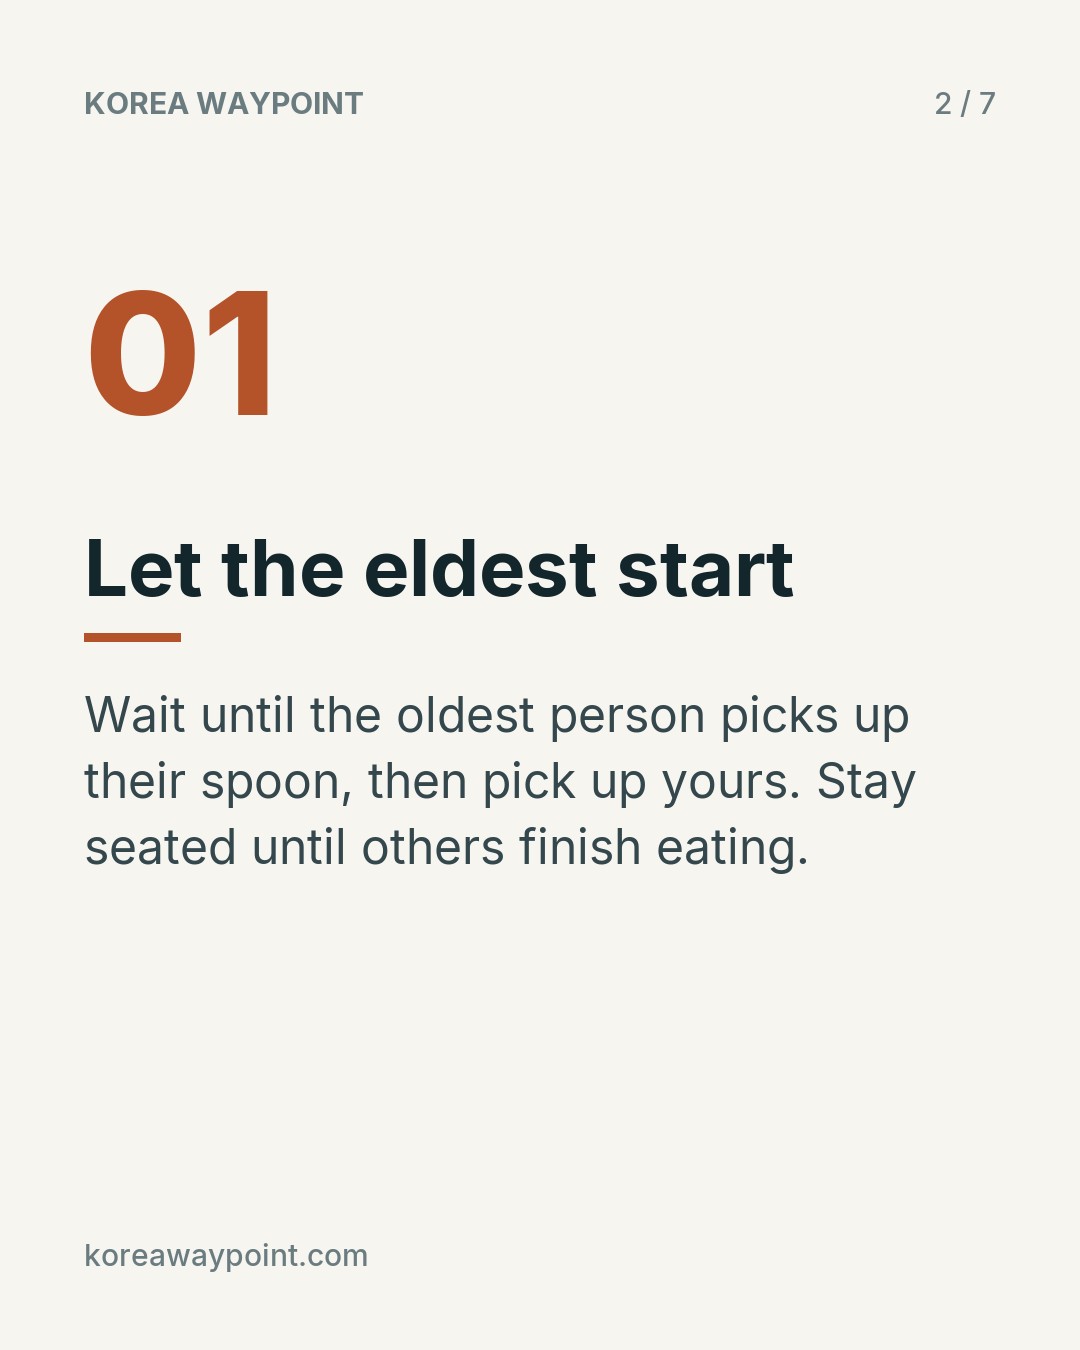 KOREA WAYPOINT
2 / 7
01
Let the eldest start
Wait until the oldest person picks up
their spoon, then pick up yours. Stay
seated until others finish eating.
koreawaypoint.com